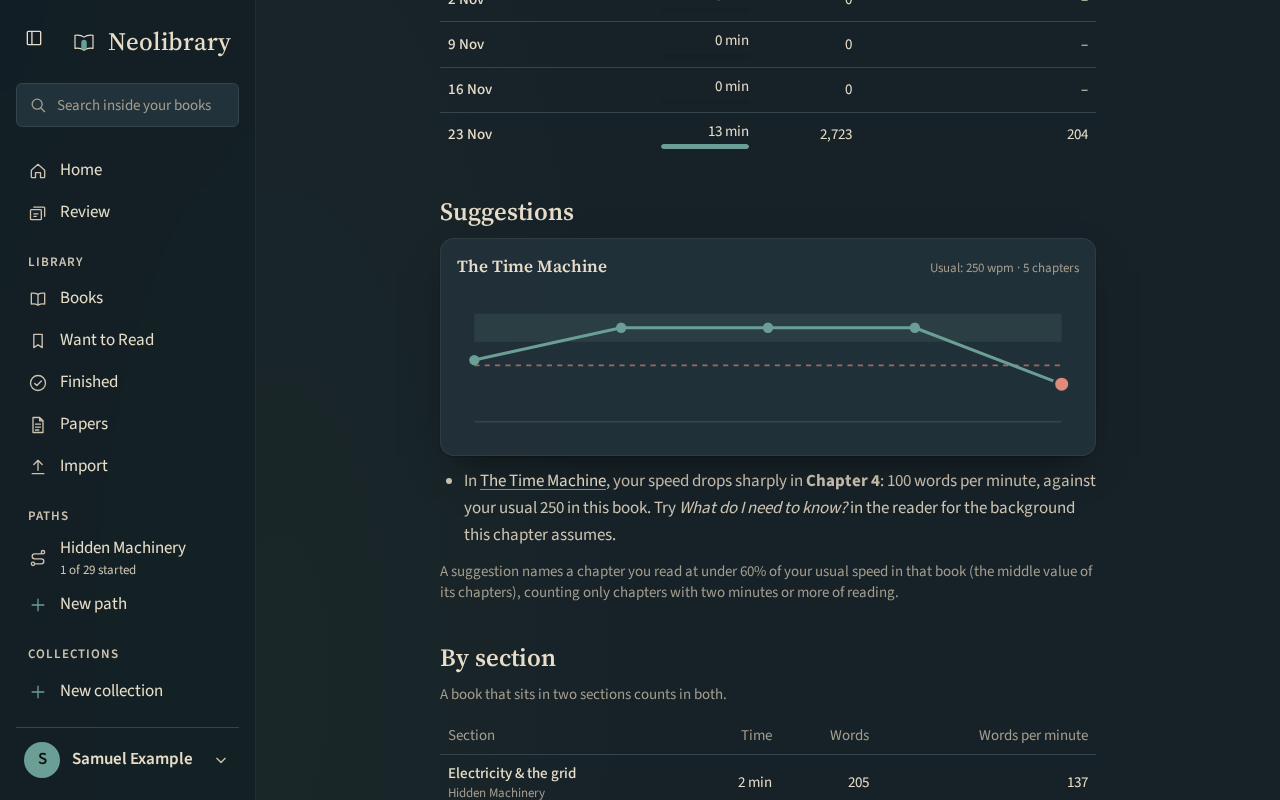 Neolibrary
Search inside your books
Home
Review
LIBRARY
Books
Want to Read
Finished
Papers
Import
PATHS
Hidden Machinery
1 of 29 started
New path
COLLECTIONS
New collection
S Samuel Example
2 Nov 0 –
9 Nov 0 min 0 –
16 Nov 0 min 0 –
23 Nov 13 min 2,723 204
Suggestions
The Time Machine Usual: 250 wpm · 5 chapters
• In The Time Machine, your speed drops sharply in Chapter 4: 100 words per minute, against
your usual 250 in this book. Try What do I need to know? in the reader for the background
this chapter assumes.
A suggestion names a chapter you read at under 60% of your usual speed in that book (the middle value of
its chapters), counting only chapters with two minutes or more of reading.
By section
A book that sits in two sections counts in both.
Section Time Words Words per minute
Electricity & the grid 2 min 205 137
Hidden Machinery